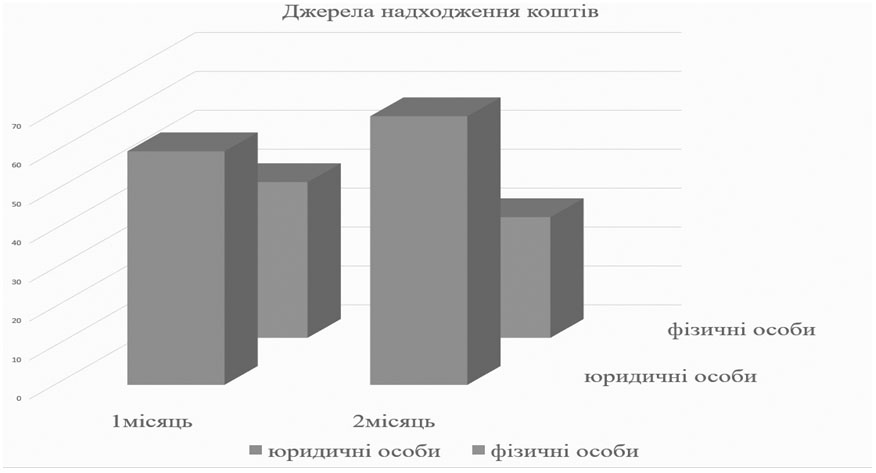 Джерела надходження коштів
70
60
50
40
30
20
10
0
фізичні особи
юридичні особи
1місяць 2місяць
юридичні особи фізичні особи